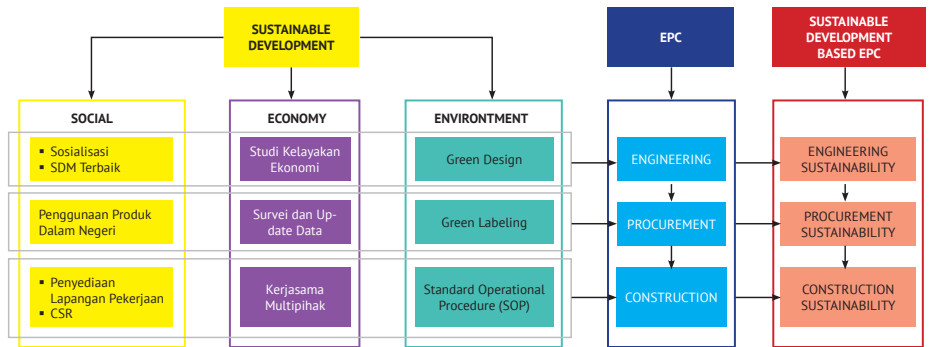 SUSTAINABLE
DEVELOPMENT
EPC
SUSTAINABLE
DEVELOPMENT
BASED EPC
SOCIAL
ECONOMY
ENVIRONTMENT
▪ Sosialisasi
▪ SDM Terbaik
Studi Kelayakan
Ekonomi
Green Design
ENGINEERING
ENGINEERING
SUSTAINABILITY
Penggunaan Produk
Dalam Negeri
Survei dan Up-
date Data
Green Labeling
PROCUREMENT
PROCUREMENT
SUSTAINABILITY
▪ Penyediaan
Lapangan Pekerjaan
▪ CSR
Kerjasama
Multipihak
Standard Operational
Procedure (SOP)
CONSTRUCTION
CONSTRUCTION
SUSTAINABILITY